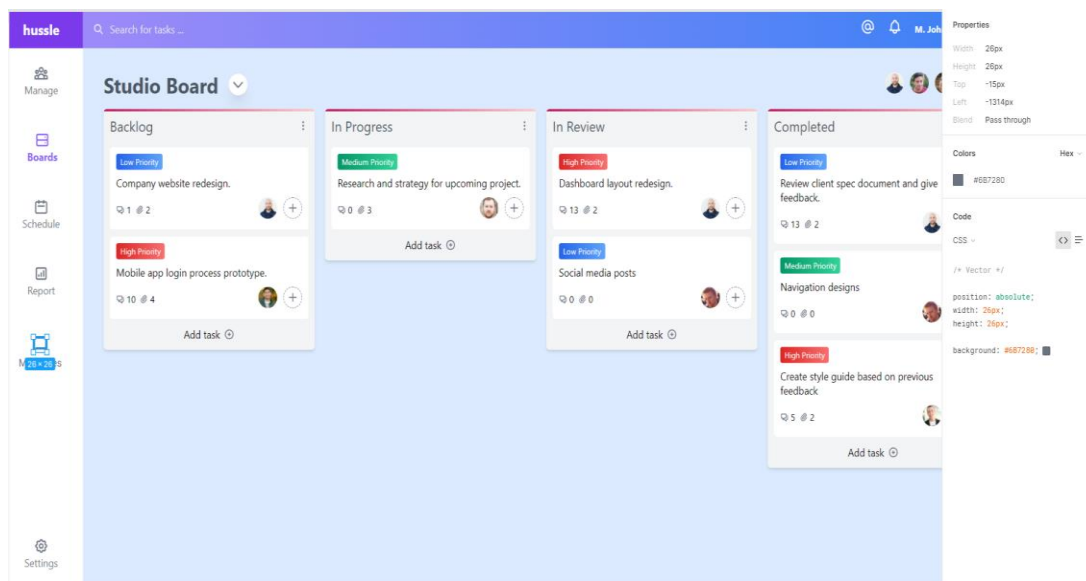 hussle
Search for tasks ...
M. Joh
Manage
Boards
Schedule
Report
26 × 26
Settings
Studio Board
Backlog
Low Priority
Company website redesign.
1 2
High Priority
Mobile app login process prototype.
10 4
Add task
In Progress
Medium Priority
Research and strategy for upcoming project.
0 3
Add task
In Review
High Priority
Dashboard layout redesign.
13 2
Low Priority
Social media posts
0 0
Add task
Completed
Low Priority
Review client spec document and give
feedback.
13 2
Medium Priority
Navigation designs
0 0
High Priority
Create style guide based on previous
feedback
5 2
Add task
Properties
Width 26px
Height 26px
Top -15px
Left -1314px
Blend Pass through
Colors Hex
#6B7280
Code
CSS
/* Vector */
position: absolute;
width: 26px;
height: 26px;
background: #6B7280;